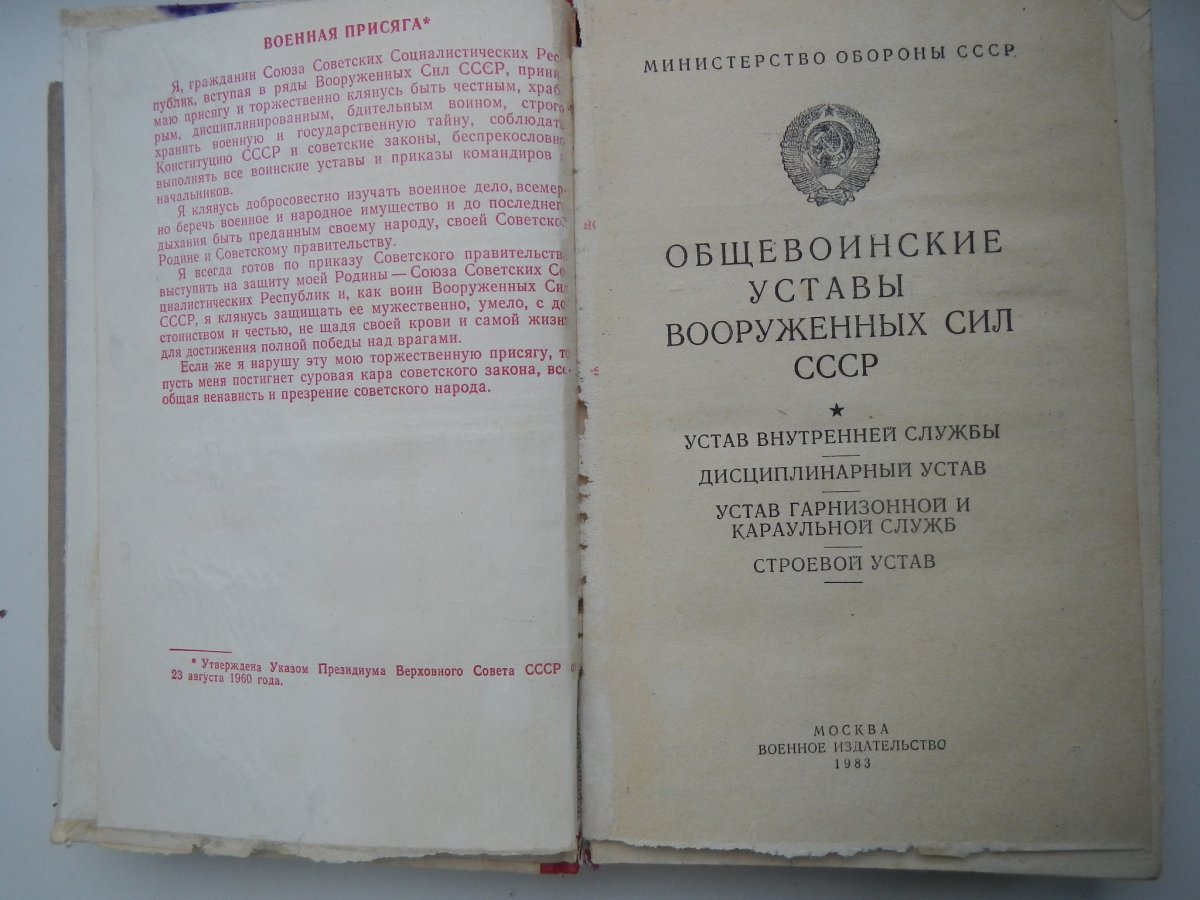 ВОЕННАЯ ПРИСЯГА*
Я, гражданин Союза Советских Социалистических Рес-
публик, вступая в ряды Вооруженных Сил СССР, прини-
маю присягу и торжественно клянусь быть честным, храб-
рым, дисциплинированным, бдительным воином, строго
хранить военную и государственную тайну, соблюдать
Конституцию СССР и советские законы, беспрекословно
выполнять все воинские уставы и приказы командиров и
начальников.
Я клянусь добросовестно изучать военное дело, всемер-
но беречь военное и народное имущество и до последнего
дыхания быть преданным своему народу, своей Советской
Родине и Советскому правительству.
Я всегда готов по приказу Советского правительства
выступить на защиту моей Родины — Союза Советских Со-
циалистических Республик и, как воин Вооруженных Сил
СССР, я клянусь защищать ее мужественно, умело, с до-
стоинством и честью, не щадя своей крови и самой жизни
для достижения полной победы над врагами.
Если же я нарушу эту мою торжественную присягу, то
пусть меня постигнет суровая кара советского закона, все-
общая ненависть и презрение советского народа.
* Утверждена Указом Президиума Верховного Совета СССР
23 августа 1960 года.
МИНИСТЕРСТВО ОБОРОНЫ СССР
ОБЩЕВОИНСКИЕ
УСТАВЫ
ВООРУЖЕННЫХ СИЛ
СССР
★
УСТАВ ВНУТРЕННЕЙ СЛУЖБЫ
ДИСЦИПЛИНАРНЫЙ УСТАВ
УСТАВ ГАРНИЗОННОЙ И
КАРАУЛЬНОЙ СЛУЖБ
СТРОЕВОЙ УСТАВ
МОСКВА
ВОЕННОЕ ИЗДАТЕЛЬСТВО
1983